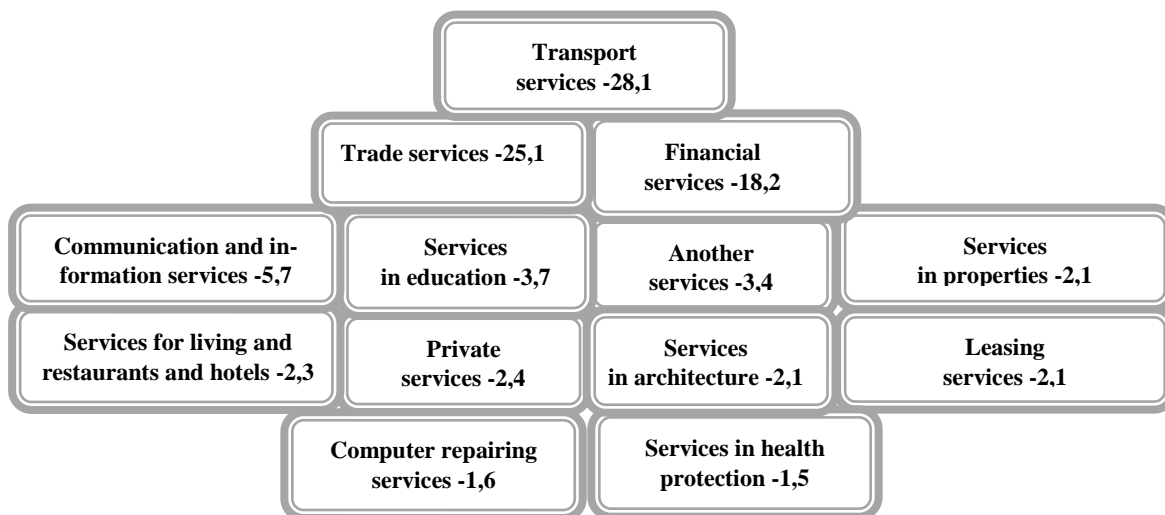 Transport
services -28,1
Trade services -25,1
Financial
services -18,2
Communication and in-
formation services -5,7
Services
in education -3,7
Another
services -3,4
Services
in properties -2,1
Services for living and
restaurants and hotels -2,3
Private
services -2,4
Services
in architecture -2,1
Leasing
services -2,1
Computer repairing
services -1,6
Services in health
protection -1,5